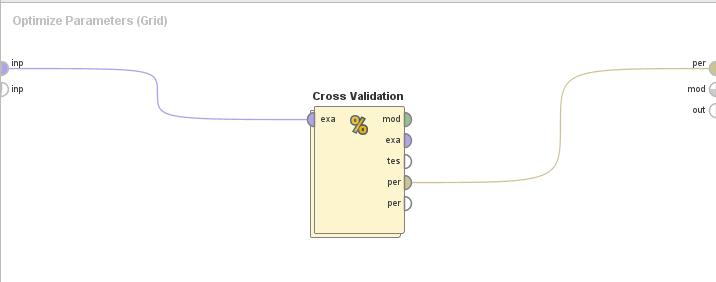 Optimize Parameters (Grid)
inp
inp
Cross Validation
exa
%
mod
exa
tes
per
per
per
mod
out